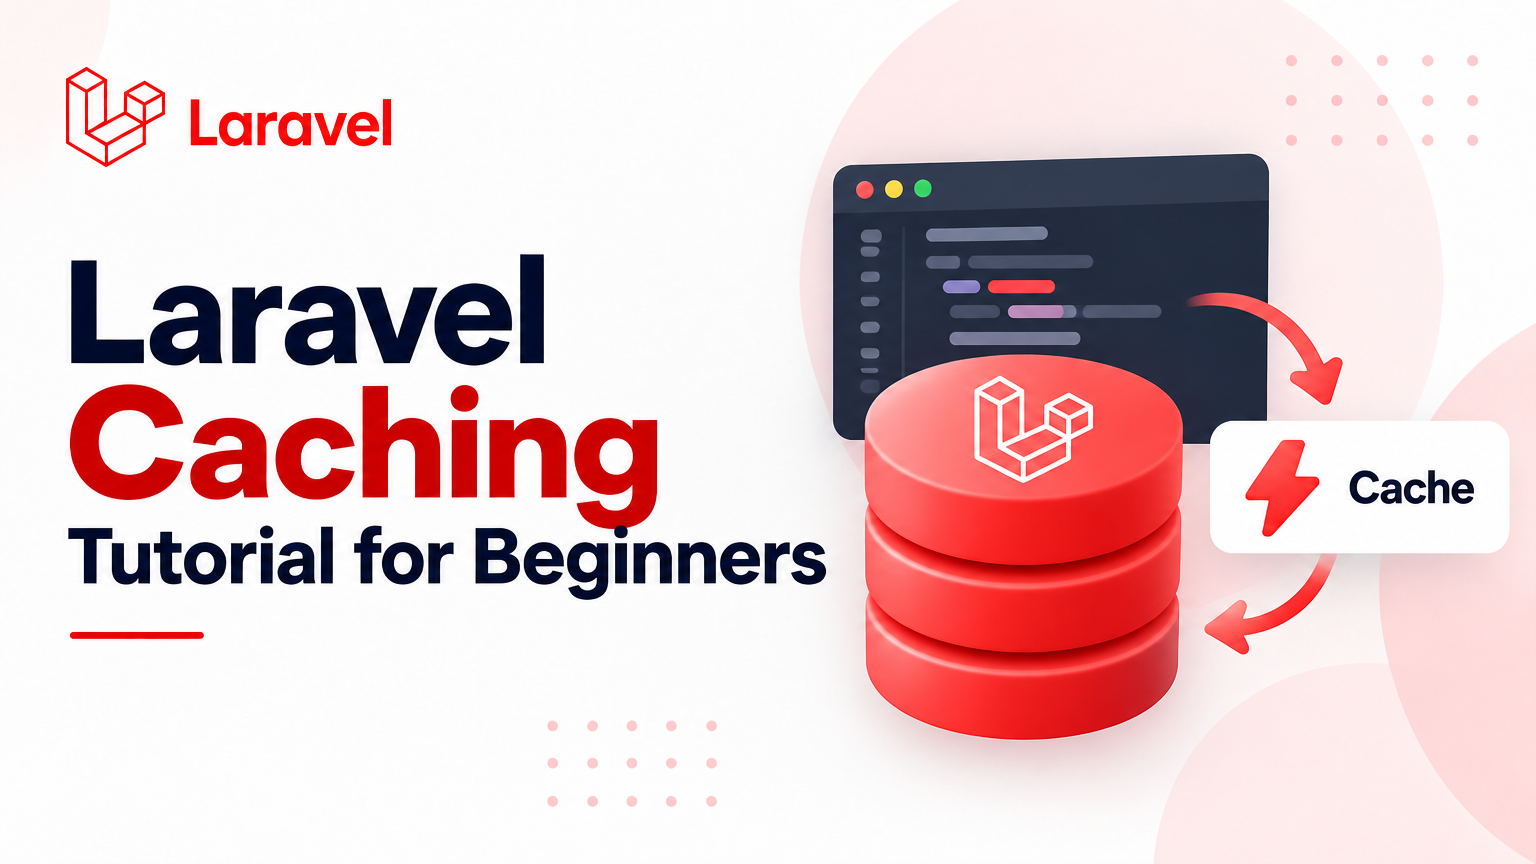 Laravel
Laravel
Caching
Tutorial for Beginners
Cache